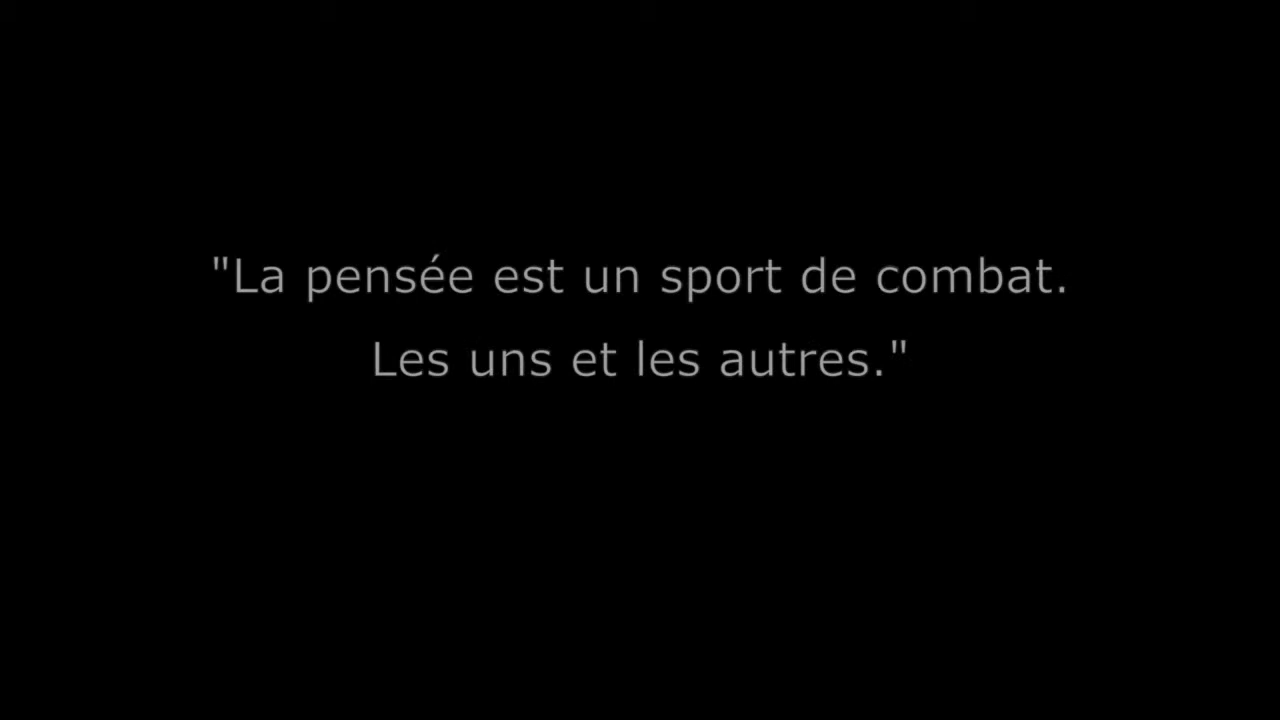 "La pensée est un sport de combat.
Les uns et les autres."